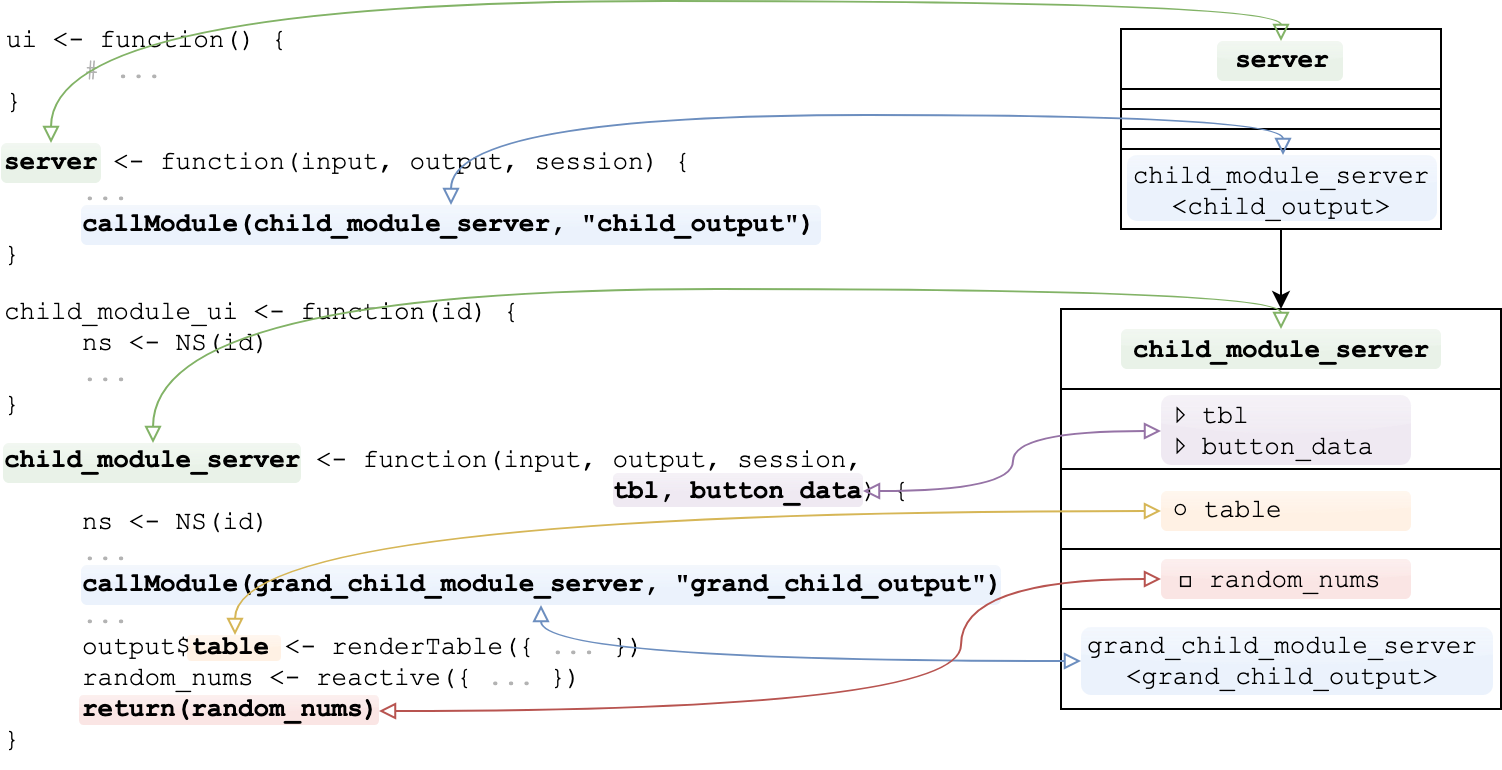 ui <- function() {
# ...
}
server <- function(input, output, session) {
...
callModule(child_module_server, "child_output")
}
child_module_ui <- function(id) {
ns <- NS(id)
...
}
child_module_server <- function(input, output, session,
tbl, button_data) {
ns <- NS(id)
...
callModule(grand_child_module_server, "grand_child_output")
...
output$table <- renderTable({ ... })
random_nums <- reactive({ ... })
return(random_nums)
}
server
child_module_server
<child_output>
child_module_server
tbl
button_data
table
random_nums
grand_child_module_server
<grand_child_output>